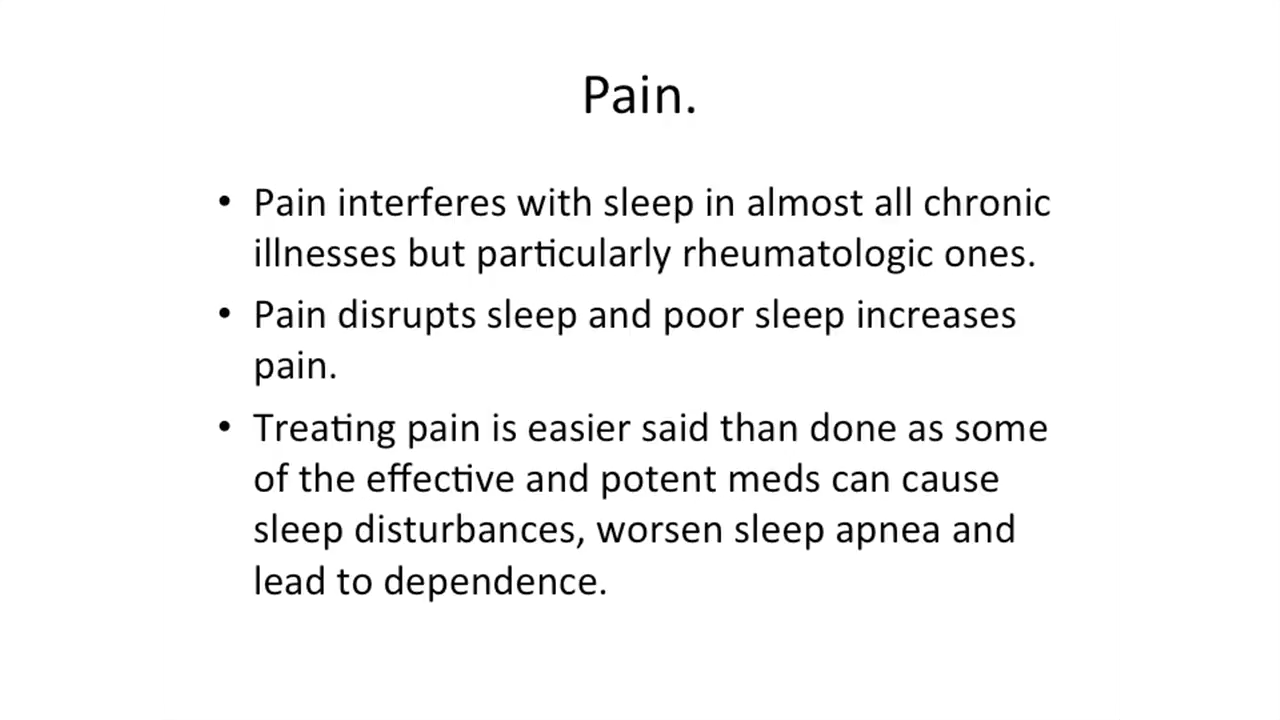 Pain.
• Pain interferes with sleep in almost all chronic
illnesses but particularly rheumatologic ones.
• Pain disrupts sleep and poor sleep increases
pain.
• Treating pain is easier said than done as some
of the effective and potent meds can cause
sleep disturbances, worsen sleep apnea and
lead to dependence.